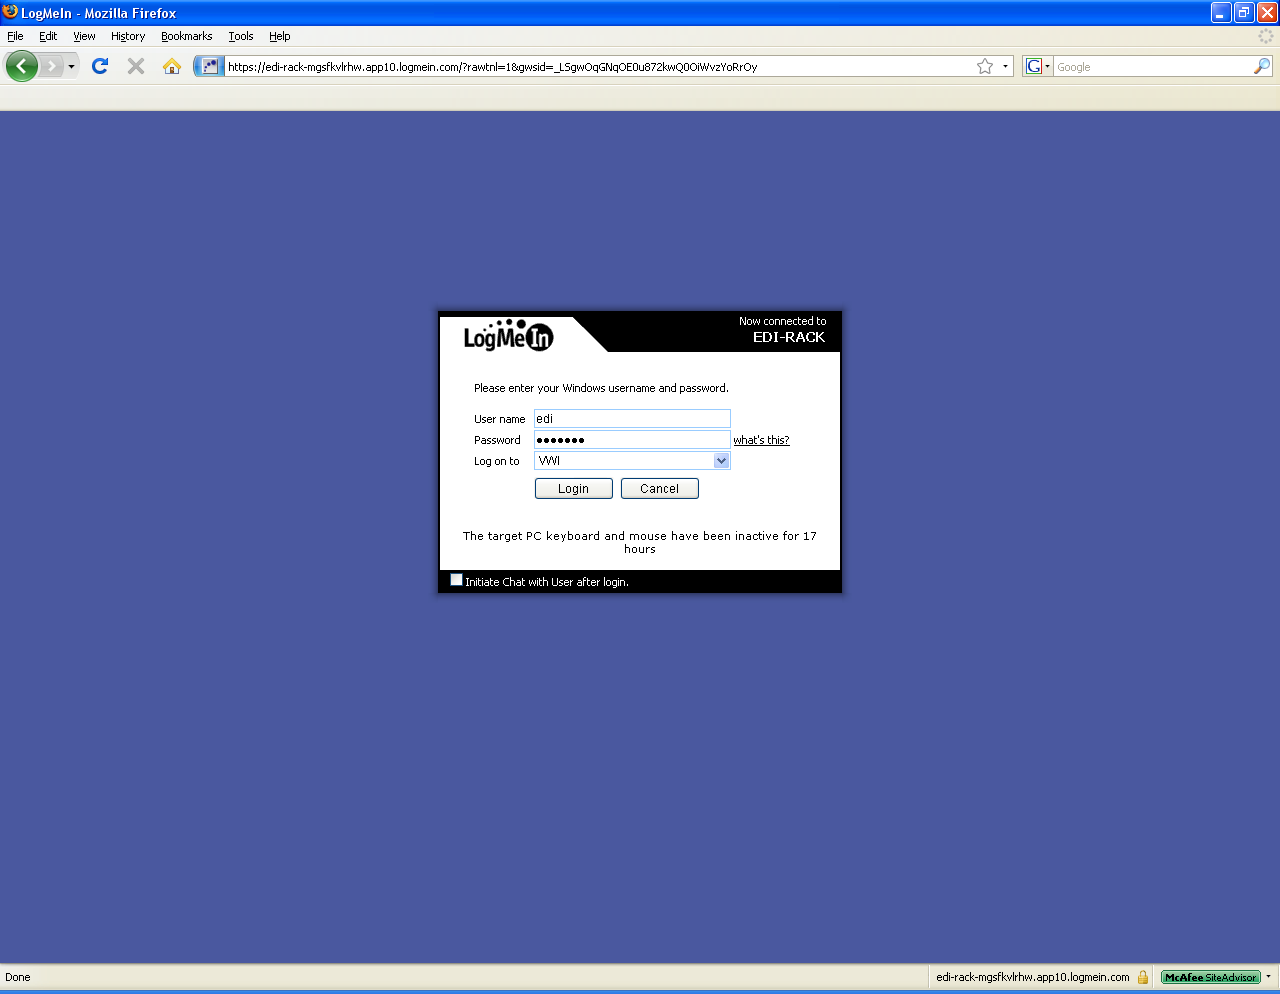 LogMeIn - Mozilla Firefox
File Edit View History Bookmarks Tools Help
https://edi-rack-mgsfkvlrhw.app10.logmein.com/?rawtnl=1&gwsid=_LSgwOqGNqOE0u872kwQ0OiWvzYoRrOy
G Google
LogMeIn
Now connected to
EDI-RACK
Please enter your Windows username and password.
User name edi
Password ●●●●●●● what's this?
Log on to VWI
Login Cancel
The target PC keyboard and mouse have been inactive for 17
hours
Initiate Chat with User after login.
Done edi-rack-mgsfkvlrhw.app10.logmein.com McAfee SiteAdvisor